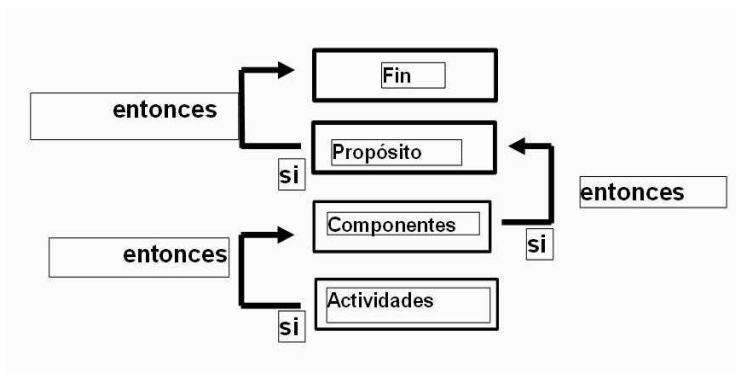 Fin
entonces
Propósito
si
entonces
Componentes
si
entonces
Actividades
si